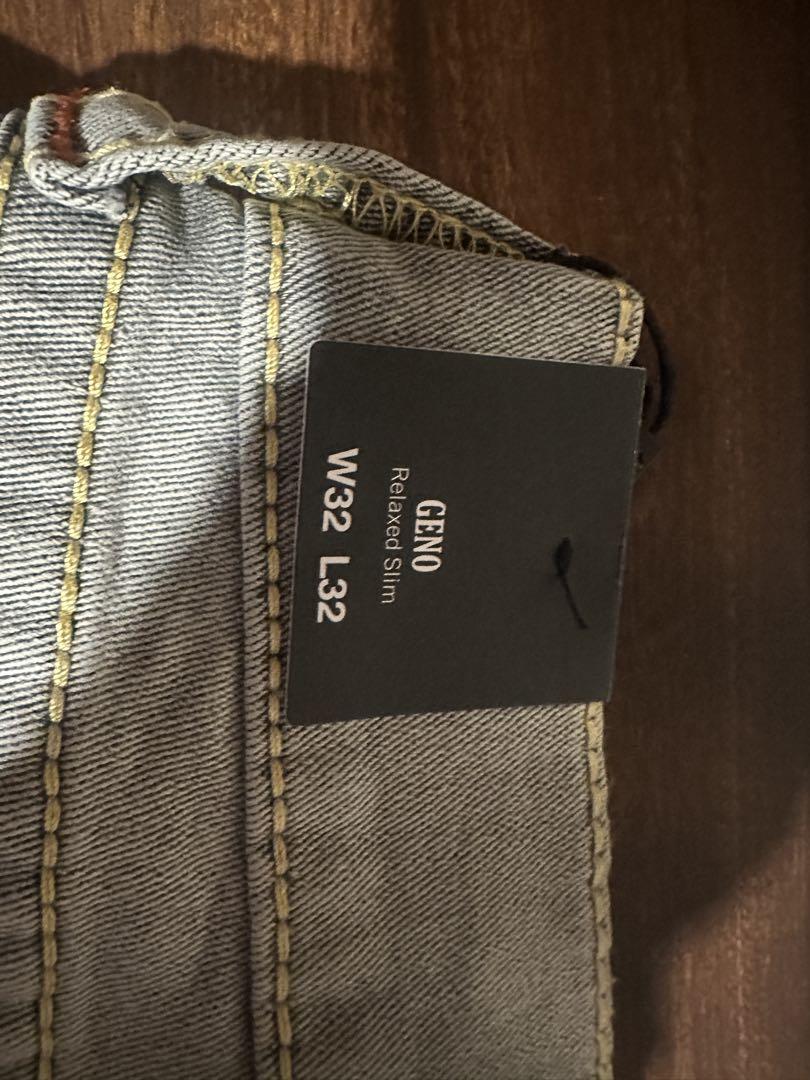 GENO
Relaxed Slim
W32 L32